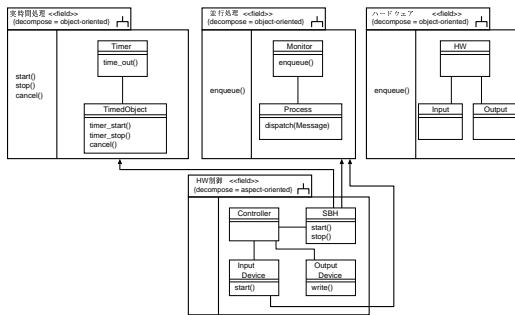 実時間処理 <<field>>
{decompose = object-oriented}
start()
stop()
cancel()
Timer
time_out()
TimedObject
timer_start()
timer_stop()
cancel()
並行処理 <<field>>
{decompose = object-oriented}
enqueue()
Monitor
enqueue()
Process
dispatch(Message)
ハードウェア <<field>>
{decompose = object-oriented}
enqueue()
HW
Input
Output
HW制御 <<field>>
{decompose = aspect-oriented}
Controller
SBH
start()
stop()
Input
Device
start()
Output
Device
write()